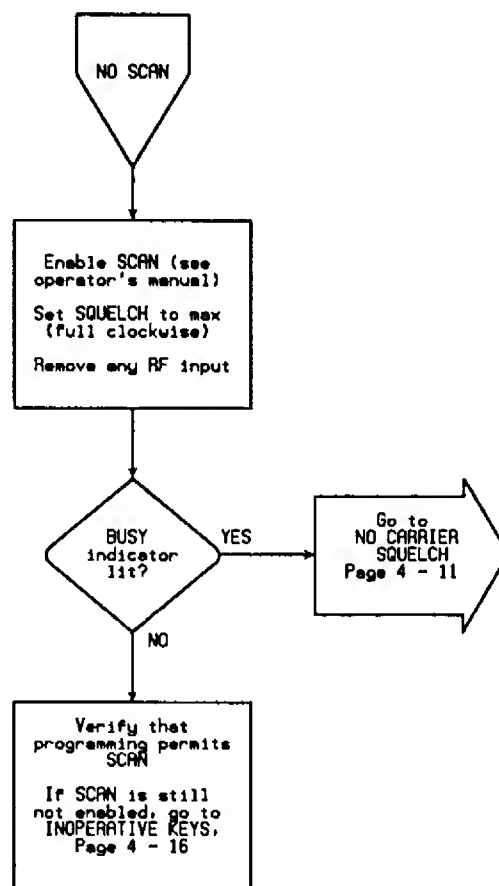 NO SCAN
Enable SCAN (see
operator's manual)
Set SQUELCH to max
(full clockwise)
Remove any RF input
BUSY
indicator
lit?
YES
Go to
NO CARRIER
SQUELCH
Page 4 - 11
NO
Verify that
programming permits
SCAN
If SCAN is still
not enabled, go to
INOPERATIVE KEYS,
Page 4 - 16